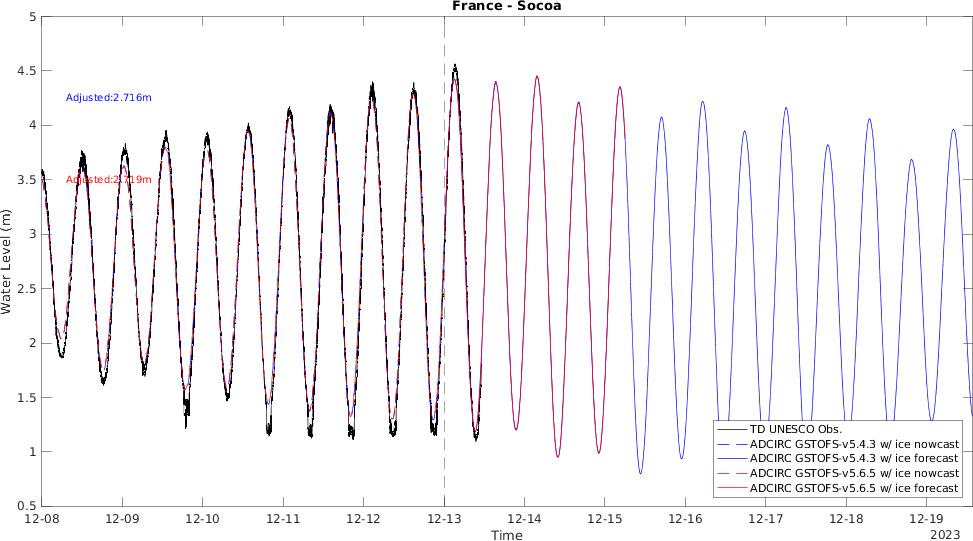 France - Socoa
5
4.5
4
3.5
3
2.5
2
1.5
1
0.5
Water Level (m)
Adjusted:2.716m
Adjusted:2.719m
TD UNESCO Obs.
ADCIRC GSTOFS-v5.4.3 w/ ice nowcast
ADCIRC GSTOFS-v5.4.3 w/ ice forecast
ADCIRC GSTOFS-v5.6.5 w/ ice nowcast
ADCIRC GSTOFS-v5.6.5 w/ ice forecast
12-08 12-09 12-10 12-11 12-12 12-13 12-14 12-15 12-16 12-17 12-18 12-19
2023
Time